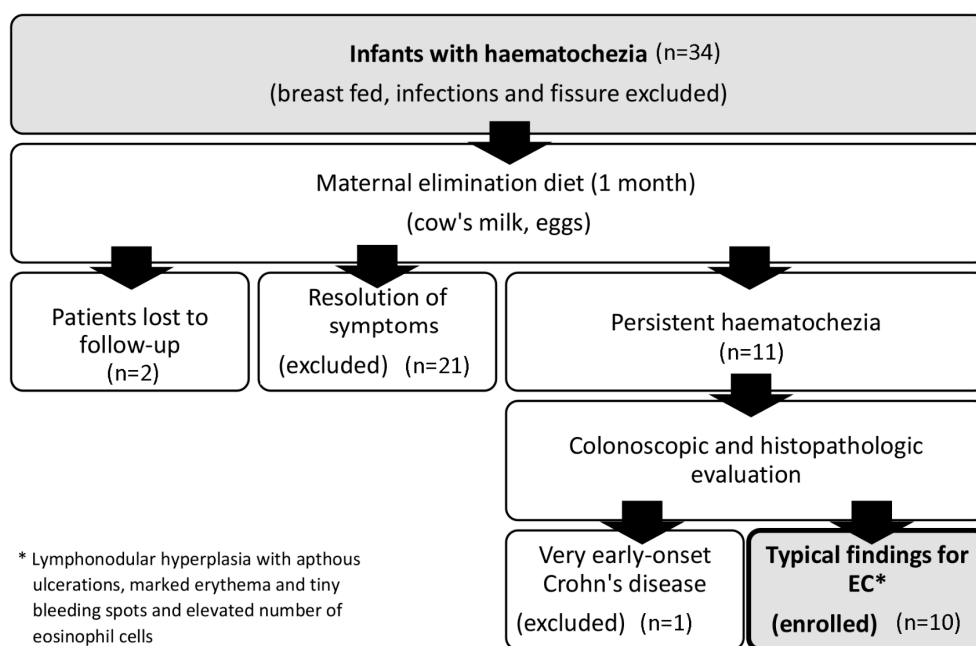 Infants with haematochezia (n=34)
(breast fed, infections and fissure excluded)
Maternal elimination diet (1 month)
(cow's milk, eggs)
Patients lost to
follow-up
(n=2)
Resolution of
symptoms
(excluded) (n=21)
Persistent haematochezia
(n=11)
Colonoscopic and histopathologic
evaluation
Very early-onset
Crohn's disease
(excluded) (n=1)
Typical findings for
EC*
(enrolled) (n=10)
* Lymphonodular hyperplasia with apthous
ulcerations, marked erythema and tiny
bleeding spots and elevated number of
eosinophil cells